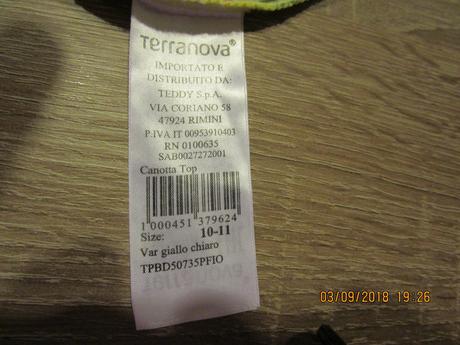 Terranova®
IMPORTATO E
DISTRIBUITO DA:
TEDDY S.p.A.
VIA CORIANO 58
47924 RIMINI
P.IVA IT 00953910403
RN 0100635
SAB0027272001
Canotta Top
1 000451 379624
Size: 10-11
Var giallo chiaro
TPBD50735PFIO
03/09/2018 19:26